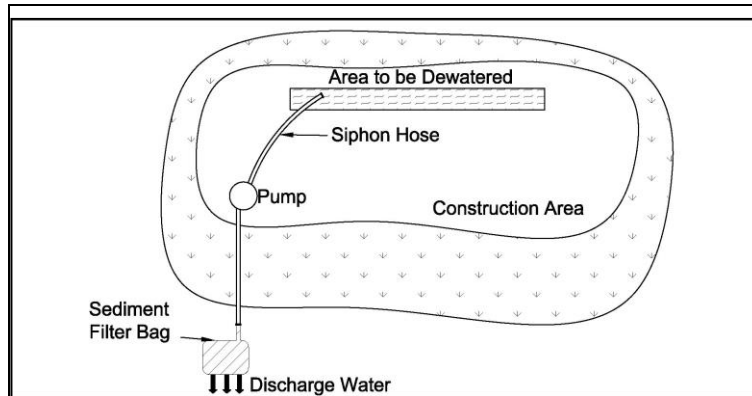 Area to be Dewatered
Siphon Hose
Pump
Construction Area
Sediment
Filter Bag
Discharge Water